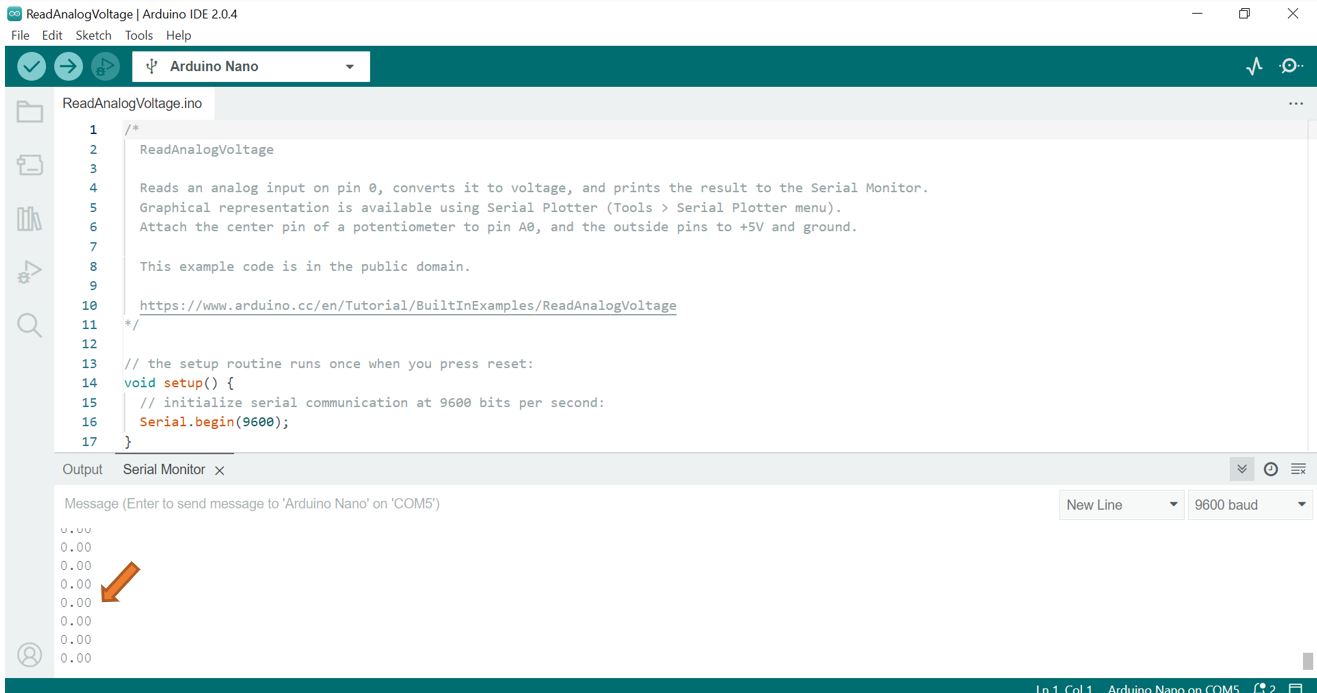 ReadAnalogVoltage | Arduino IDE 2.0.4
File Edit Sketch Tools Help
Arduino Nano
ReadAnalogVoltage.ino
1 /*
2 ReadAnalogVoltage
3
4 Reads an analog input on pin 0, converts it to voltage, and prints the result to the Serial Monitor.
5 Graphical representation is available using Serial Plotter (Tools > Serial Plotter menu).
6 Attach the center pin of a potentiometer to pin A0, and the outside pins to +5V and ground.
7
8 This example code is in the public domain.
9
10 https://www.arduino.cc/en/Tutorial/BuiltInExamples/ReadAnalogVoltage
11 */
12
13 // the setup routine runs once when you press reset:
14 void setup() {
15 // initialize serial communication at 9600 bits per second:
16 Serial.begin(9600);
17 }
Output Serial Monitor
Message (Enter to send message to 'Arduino Nano' on 'COM5')
New Line 9600 baud
0.00
0.00
0.00
0.00
0.00
0.00
0.00
0.00
Ln 1, Col 1 Arduino Nano on COM5 2